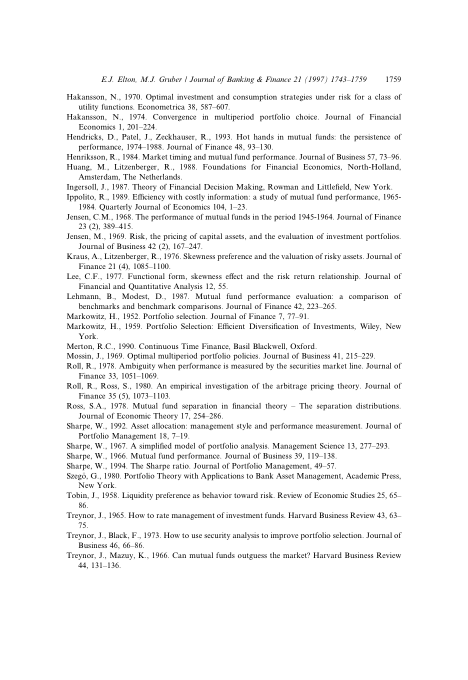 E.J. Elton, M.J. Gruber / Journal of Banking & Finance 21 (1997) 1743–1759 1759
Hakansson, N., 1970. Optimal investment and consumption strategies under risk for a class of
utility functions. Econometrica 38, 587–607.
Hakansson, N., 1974. Convergence in multiperiod portfolio choice. Journal of Financial
Economics 1, 201–224.
Hendricks, D., Patel, J., Zeckhauser, R., 1993. Hot hands in mutual funds: the persistence of
performance, 1974–1988. Journal of Finance 48, 93–130.
Henriksson, R., 1984. Market timing and mutual fund performance. Journal of Business 57, 73–96.
Huang, M., Litzenberger, R., 1988. Foundations for Financial Economics, North-Holland,
Amsterdam, The Netherlands.
Ingersoll, J., 1987. Theory of Financial Decision Making, Rowman and Littlefield, New York.
Ippolito, R., 1989. Efficiency with costly information: a study of mutual fund performance, 1965-
1984. Quarterly Journal of Economics 104, 1–23.
Jensen, C.M., 1968. The performance of mutual funds in the period 1945-1964. Journal of Finance
23 (2), 389–415.
Jensen, M., 1969. Risk, the pricing of capital assets, and the evaluation of investment portfolios.
Journal of Business 42 (2), 167–247.
Kraus, A., Litzenberger, R., 1976. Skewness preference and the valuation of risky assets. Journal of
Finance 21 (4), 1085–1100.
Lee, C.F., 1977. Functional form, skewness effect and the risk return relationship. Journal of
Financial and Quantitative Analysis 12, 55.
Lehmann, B., Modest, D., 1987. Mutual fund performance evaluation: a comparison of
benchmarks and benchmark comparisons. Journal of Finance 42, 223–265.
Markowitz, H., 1952. Portfolio selection. Journal of Finance 7, 77–91.
Markowitz, H., 1959. Portfolio Selection: Efficient Diversification of Investments, Wiley, New
York.
Merton, R.C., 1990. Continuous Time Finance, Basil Blackwell, Oxford.
Mossin, J., 1969. Optimal multiperiod portfolio policies. Journal of Business 41, 215–229.
Roll, R., 1978. Ambiguity when performance is measured by the securities market line. Journal of
Finance 33, 1051–1069.
Roll, R., Ross, S., 1980. An empirical investigation of the arbitrage pricing theory. Journal of
Finance 35 (5), 1073–1103.
Ross, S.A., 1978. Mutual fund separation in financial theory – The separation distributions.
Journal of Economic Theory 17, 254–286.
Sharpe, W., 1992. Asset allocation: management style and performance measurement. Journal of
Portfolio Management 18, 7–19.
Sharpe, W., 1967. A simplified model of portfolio analysis. Management Science 13, 277–293.
Sharpe, W., 1966. Mutual fund performance. Journal of Business 39, 119–138.
Sharpe, W., 1994. The Sharpe ratio. Journal of Portfolio Management, 49–57.
Szegö, G., 1980. Portfolio Theory with Applications to Bank Asset Management, Academic Press,
New York.
Tobin, J., 1958. Liquidity preference as behavior toward risk. Review of Economic Studies 25, 65–
86.
Treynor, J., 1965. How to rate management of investment funds. Harvard Business Review 43, 63–
75.
Treynor, J., Black, F., 1973. How to use security analysis to improve portfolio selection. Journal of
Business 46, 66–86.
Treynor, J., Mazuy, K., 1966. Can mutual funds outguess the market? Harvard Business Review
44, 131–136.